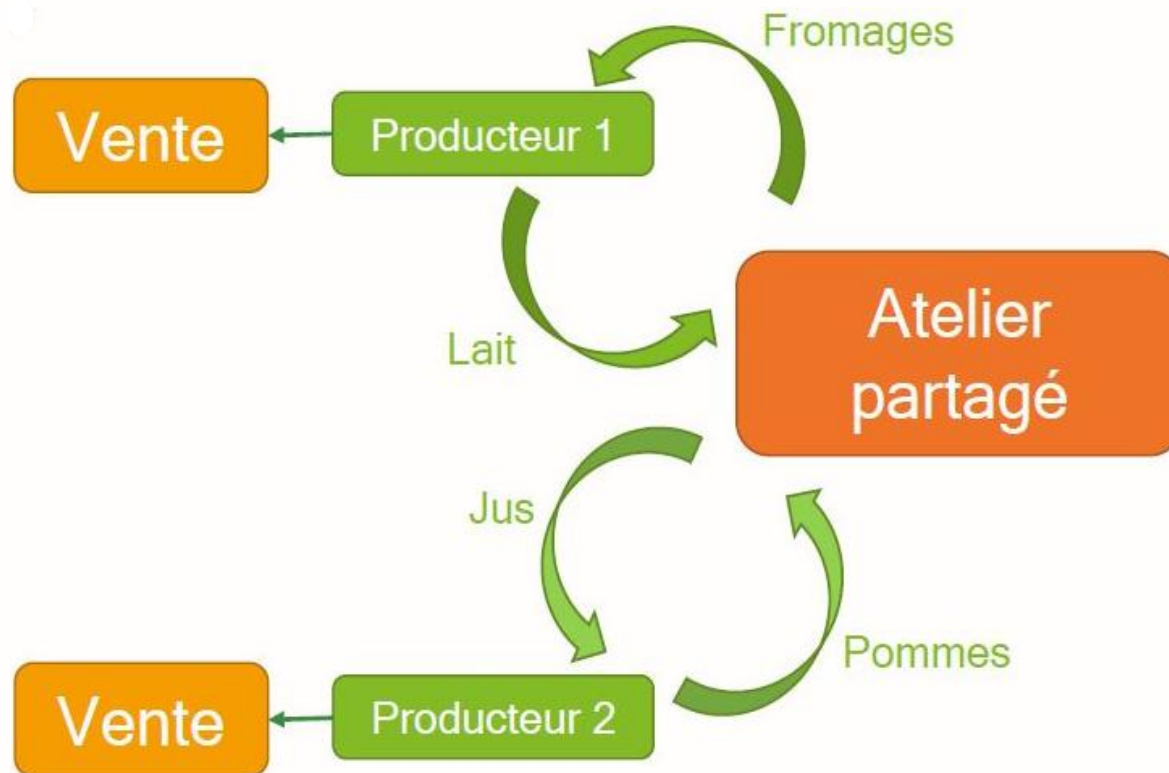 Fromages
Vente
Producteur 1
Lait
Atelier
partagé
Jus
Pommes
Vente
Producteur 2